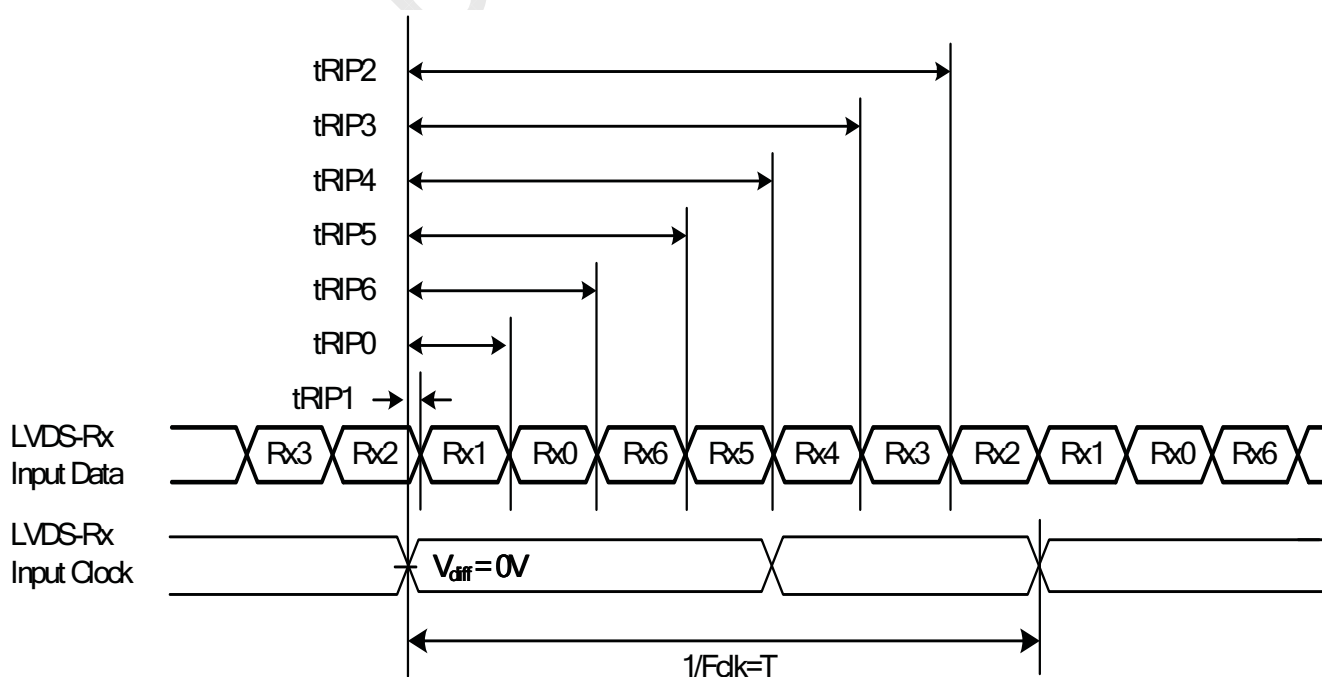 tRIP2
tRIP3
tRIP4
tRIP5
tRIP6
tRIP0
tRIP1
LVDS-Rx
Input Data
Rx3 Rx2 Rx1 Rx0 Rx6 Rx5 Rx4 Rx3 Rx2 Rx1 Rx0 Rx6
LVDS-Rx
Input Clock
Vdiff = 0V
1/Fclk=T